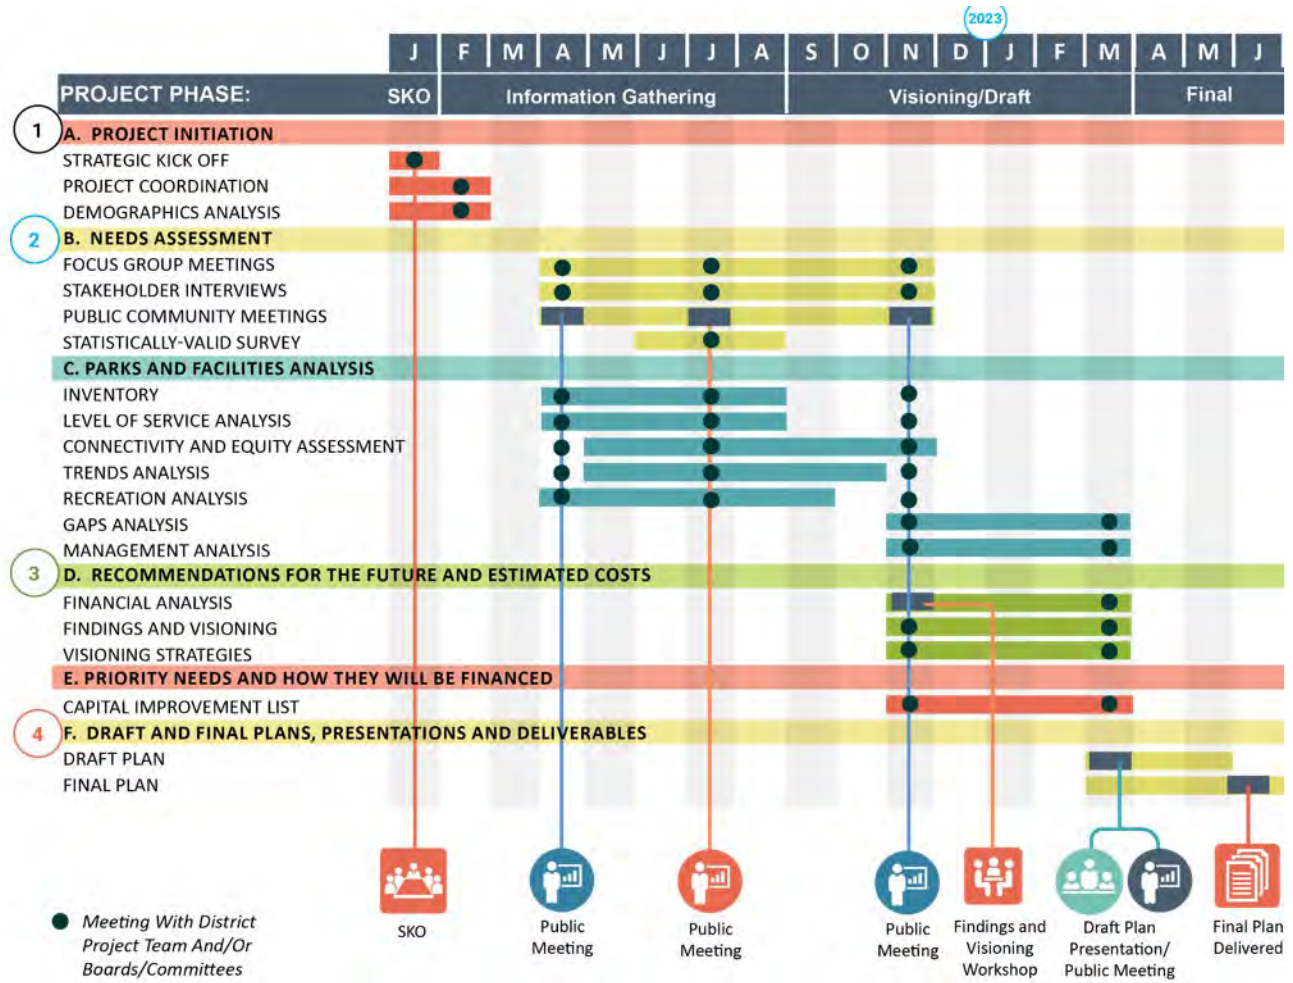 2023
J F M A M J J A S O N D J F M A M J
PROJECT PHASE: SKO Information Gathering Visioning/Draft Final
1 A. PROJECT INITIATION
STRATEGIC KICK OFF
PROJECT COORDINATION
DEMOGRAPHICS ANALYSIS
2 B. NEEDS ASSESSMENT
FOCUS GROUP MEETINGS
STAKEHOLDER INTERVIEWS
PUBLIC COMMUNITY MEETINGS
STATISTICALLY-VALID SURVEY
C. PARKS AND FACILITIES ANALYSIS
INVENTORY
LEVEL OF SERVICE ANALYSIS
CONNECTIVITY AND EQUITY ASSESSMENT
TRENDS ANALYSIS
RECREATION ANALYSIS
GAPS ANALYSIS
MANAGEMENT ANALYSIS
3 D. RECOMMENDATIONS FOR THE FUTURE AND ESTIMATED COSTS
FINANCIAL ANALYSIS
FINDINGS AND VISIONING
VISIONING STRATEGIES
E. PRIORITY NEEDS AND HOW THEY WILL BE FINANCED
CAPITAL IMPROVEMENT LIST
4 F. DRAFT AND FINAL PLANS, PRESENTATIONS AND DELIVERABLES
DRAFT PLAN
FINAL PLAN
Meeting With District
Project Team And/Or
Boards/Committees
SKO
Public
Meeting
Public
Meeting
Public
Meeting
Findings and
Visioning
Workshop
Draft Plan
Presentation/
Public Meeting
Final Plan
Delivered